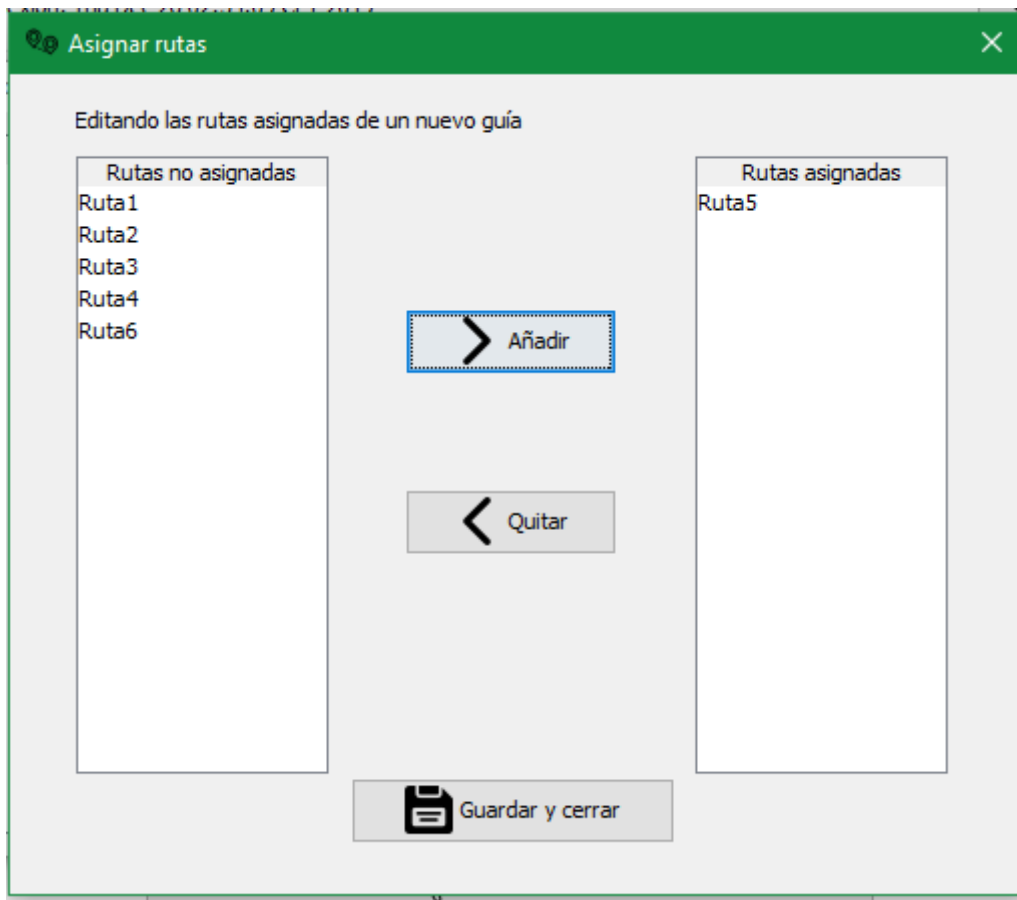 Asignar rutas
Editando las rutas asignadas de un nuevo guía
Rutas no asignadas
Ruta1
Ruta2
Ruta3
Ruta4
Ruta6
Añadir
Quitar
Rutas asignadas
Ruta5
Guardar y cerrar